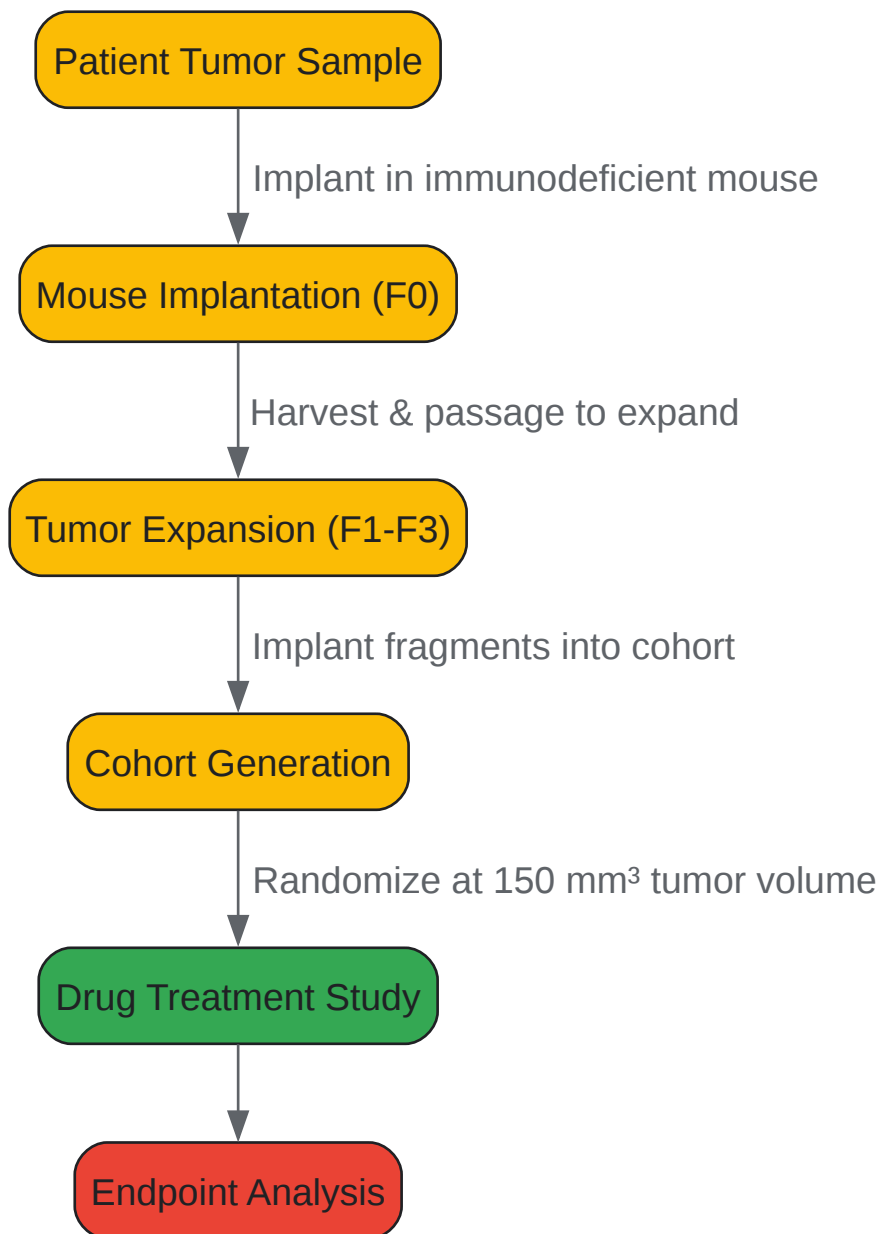 Patient Tumor Sample
Implant in immunodeficient mouse
Mouse Implantation (F0)
Harvest & passage to expand
Tumor Expansion (F1-F3)
Implant fragments into cohort
Cohort Generation
Randomize at 150 mm³ tumor volume
Drug Treatment Study
Endpoint Analysis